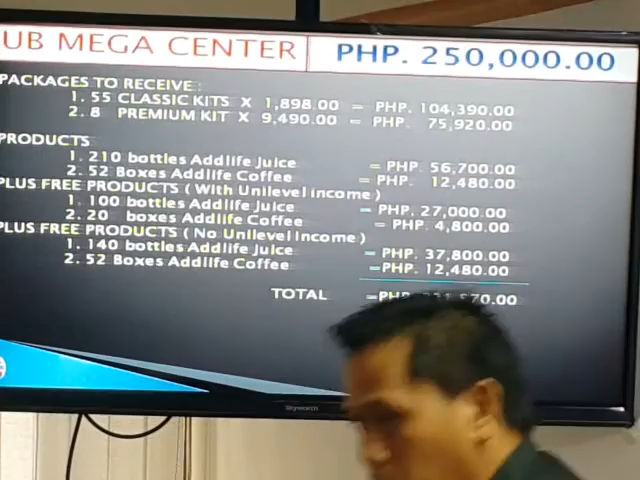 UB MEGA CENTER PHP. 250,000.00
PACKAGES TO RECEIVE :
1. 55 CLASSIC KITS X 1,898.00 = PHP. 104,390.00
2. 8 PREMIUM KIT X 9,490.00 = PHP. 75,920.00
PRODUCTS
1. 210 bottles Addlife Juice = PHP. 56,700.00
2. 52 Boxes Addlife Coffee = PHP. 12,480.00
PLUS FREE PRODUCTS ( With Unilevel income )
1. 100 bottles Addlife Juice = PHP. 27,000.00
2. 20 boxes Addlife Coffee = PHP. 4,800.00
PLUS FREE PRODUCTS ( No Unilevel Income )
1. 140 bottles Addlife Juice = PHP. 37,800.00
2. 52 Boxes Addlife Coffee =PHP. 12,480.00
TOTAL
Skyworth